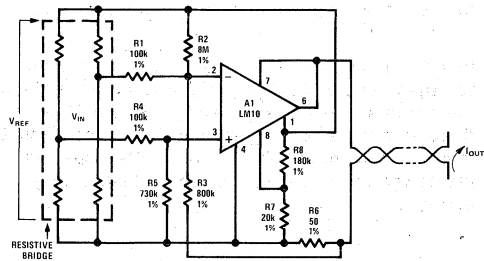 R1
100k
1%
R2
8M
1%
2
7
A1
LM10
6
1
VREF
VIN
R4
100k
1%
3
4
8
R8
180k
1%
IOUT
R5
730k
1%
R3
800k
1%
R7
20k
1%
R6
50
1%
RESISTIVE
BRIDGE